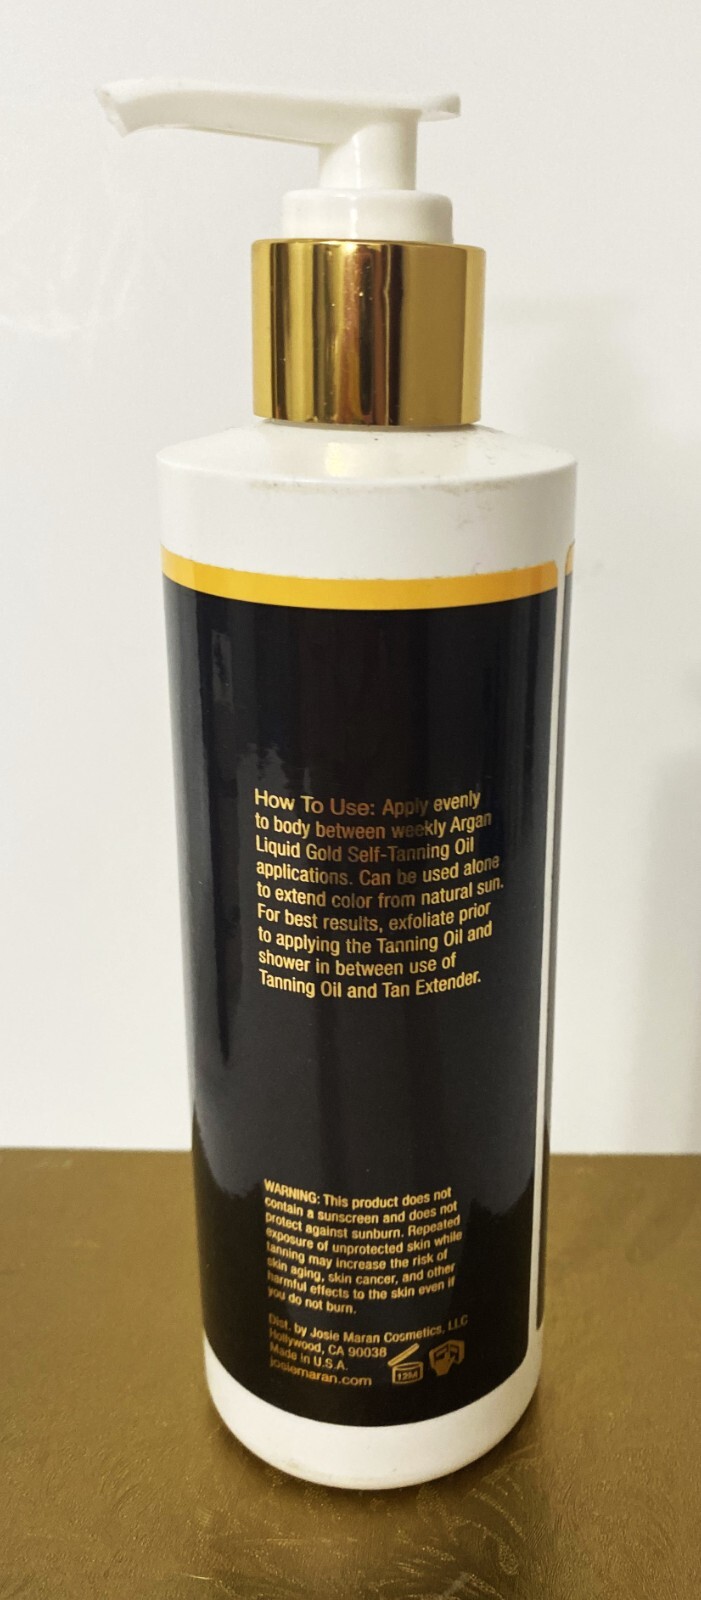 How To Use: Apply evenly
to body between weekly Argan
Liquid Gold Self-Tanning Oil
applications. Can be used alone
to extend color from natural sun.
For best results, exfoliate prior
to applying the Tanning Oil and
shower in between use of
Tanning Oil and Tan Extender.
WARNING: This product does not
contain a sunscreen and does not
protect against sunburn. Repeated
exposure of unprotected skin while
tanning may increase the risk of
skin aging, skin cancer, and other
harmful effects to the skin even if
you do not burn.
Dist. by Josie Maran Cosmetics, LLC
Hollywood, CA 90038
Made in U.S.A.
josiemaran.com
12M